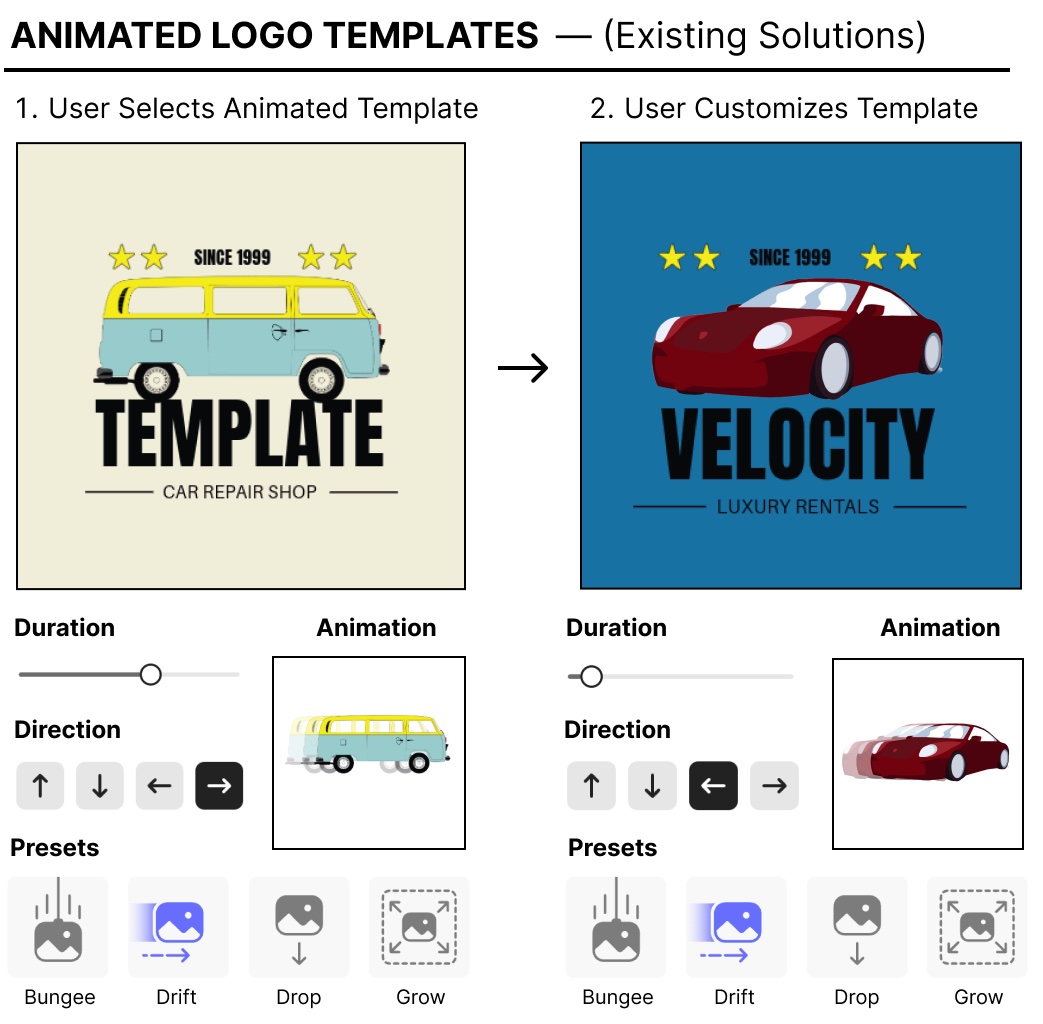 ANIMATED LOGO TEMPLATES — (Existing Solutions)
1. User Selects Animated Template
2. User Customizes Template
SINCE 1999
TEMPLATE
CAR REPAIR SHOP
SINCE 1999
VELOCITY
LUXURY RENTALS
Duration
Animation
Direction
Presets
Bungee
Drift
Drop
Grow
Duration
Animation
Direction
Presets
Bungee
Drift
Drop
Grow